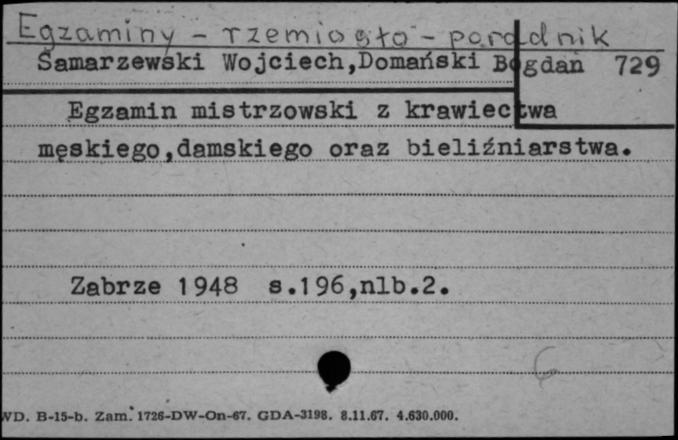 Egzaminy - rzemiosło - poradnik
Samarzewski Wojciech,Domański Bogdan 729
Egzamin mistrzowski z krawiectwa
męskiego,damskiego oraz bieliźniarstwa.
Zabrze 1948 s.196,nlb.2.
6
WD. B-15-b. Zam. 1726-DW-On-67. GDA-3198. 8.11.67. 4.630.000.